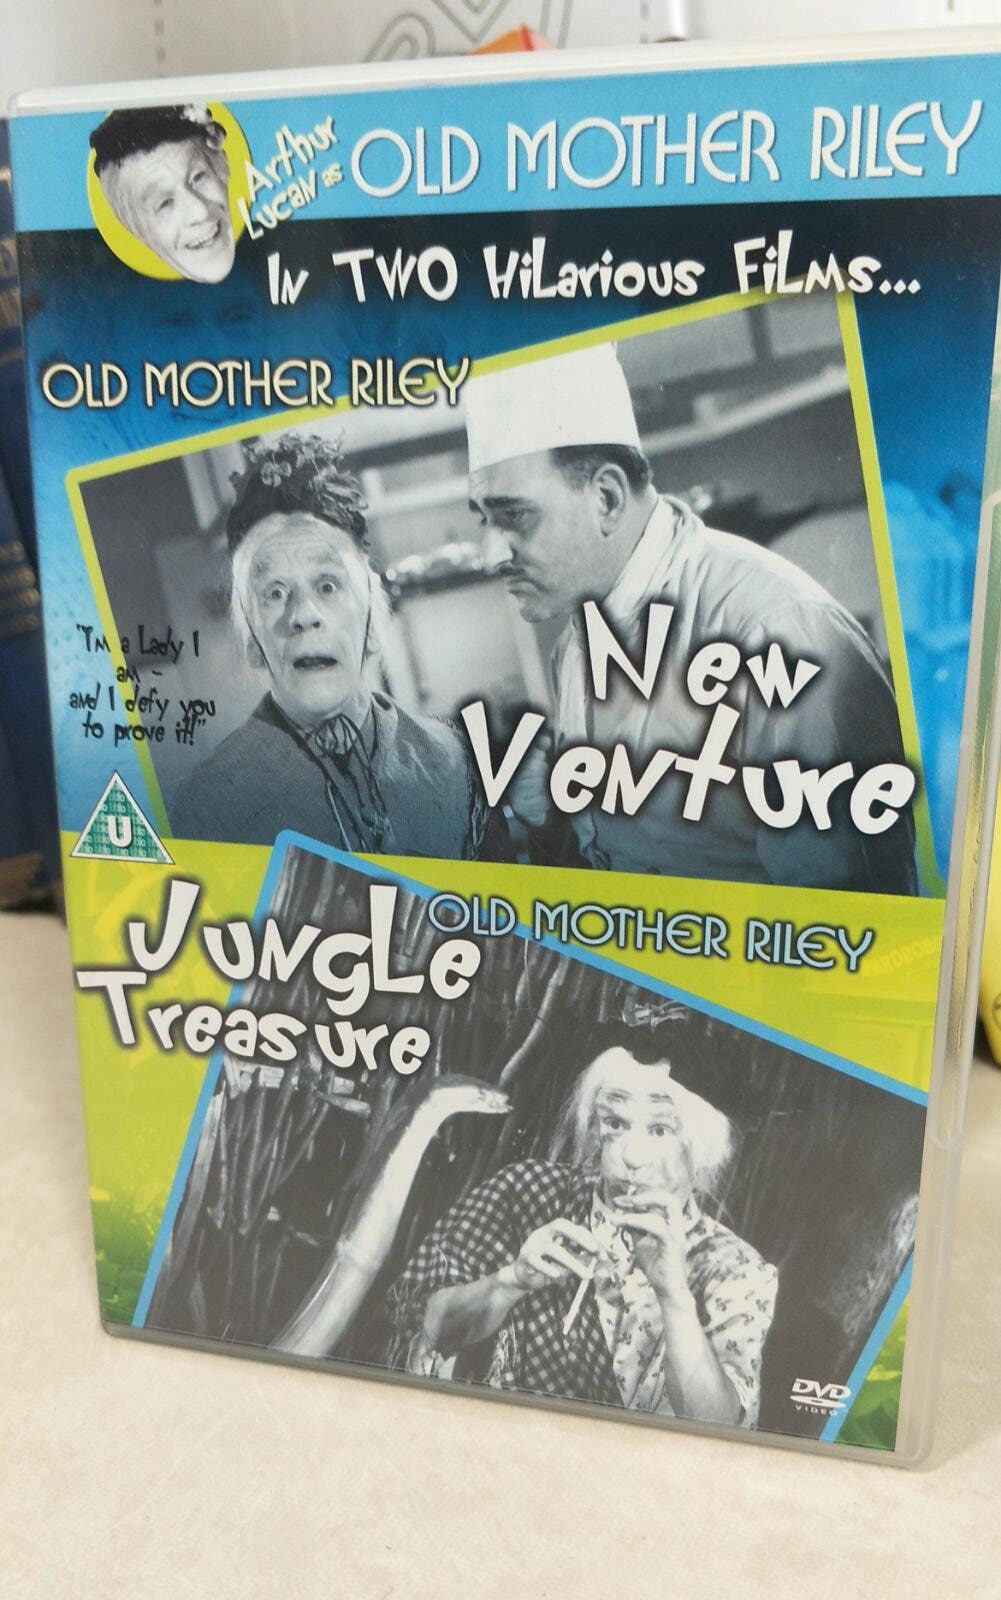 Arthur
Lucan as
OLD MOTHER RILEY
IN TWO HiLarious FiLMS...
OLD MOTHER RILEY
"I'm a Lady I
am -
and I defy you
to prove it!"
New
Venture
U
Jungle
Treasure
OLD MOTHER RILEY
DVD
VIDEO